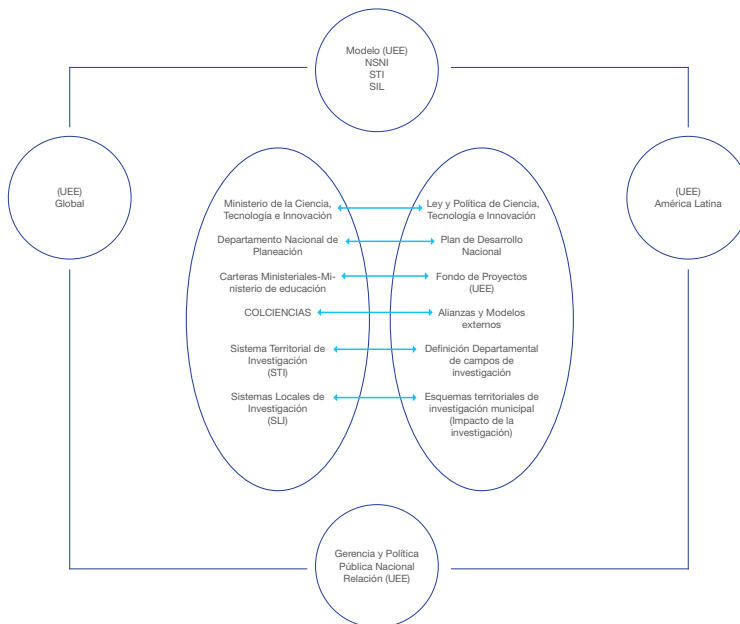 Modelo (UEE)
NSNI
STI
SIL
(UEE)
Global
(UEE)
América Latina
Ministerio de la Ciencia,
Tecnología e Innovación
Ley y Política de Ciencia,
Tecnología e Innovación
Departamento Nacional de
Planeación
Plan de Desarrollo
Nacional
Carteras Ministeriales-Mi-
nisterio de educación
Fondo de Proyectos
(UEE)
COLCIENCIAS
Alianzas y Modelos
externos
Sistema Territorial de
Investigación
(STI)
Definición Departamental
de campos de
investigación
Sistemas Locales de
Investigación
(SLI)
Esquemas territoriales de
investigación municipal
(Impacto de la
investigación)
Gerencia y Política
Pública Nacional
Relación (UEE)